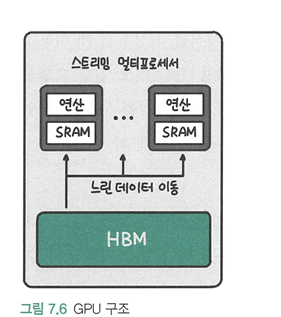 스트리밍 멀티프로세서
연산
SRAM
...
연산
SRAM
느린 데이터 이동
HBM
그림 7.6 GPU 구조